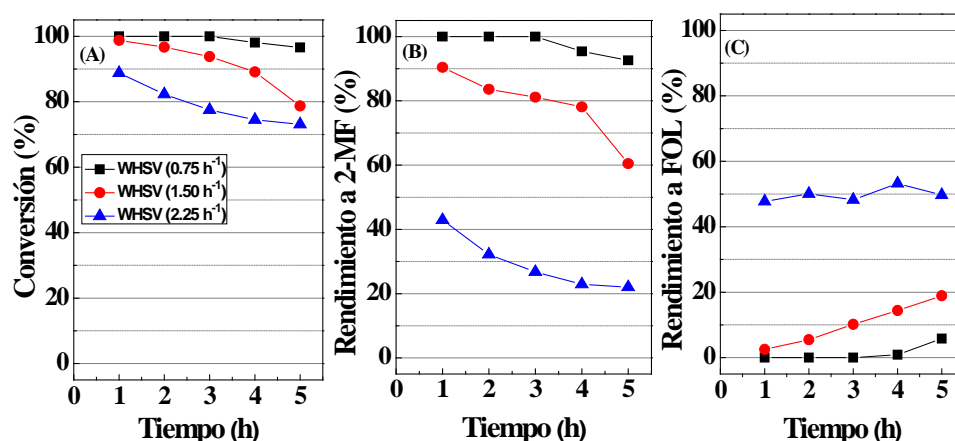 (A)
Conversión (%)
100
80
60
40
20
0
WHSV (0.75 h⁻¹)
WHSV (1.50 h⁻¹)
WHSV (2.25 h⁻¹)
0 1 2 3 4 5
Tiempo (h)
(B)
Rendimiento a 2-MF (%)
100
80
60
40
20
0
0 1 2 3 4 5
Tiempo (h)
(C)
Rendimiento a FOL (%)
100
80
60
40
20
0
0 1 2 3 4 5
Tiempo (h)